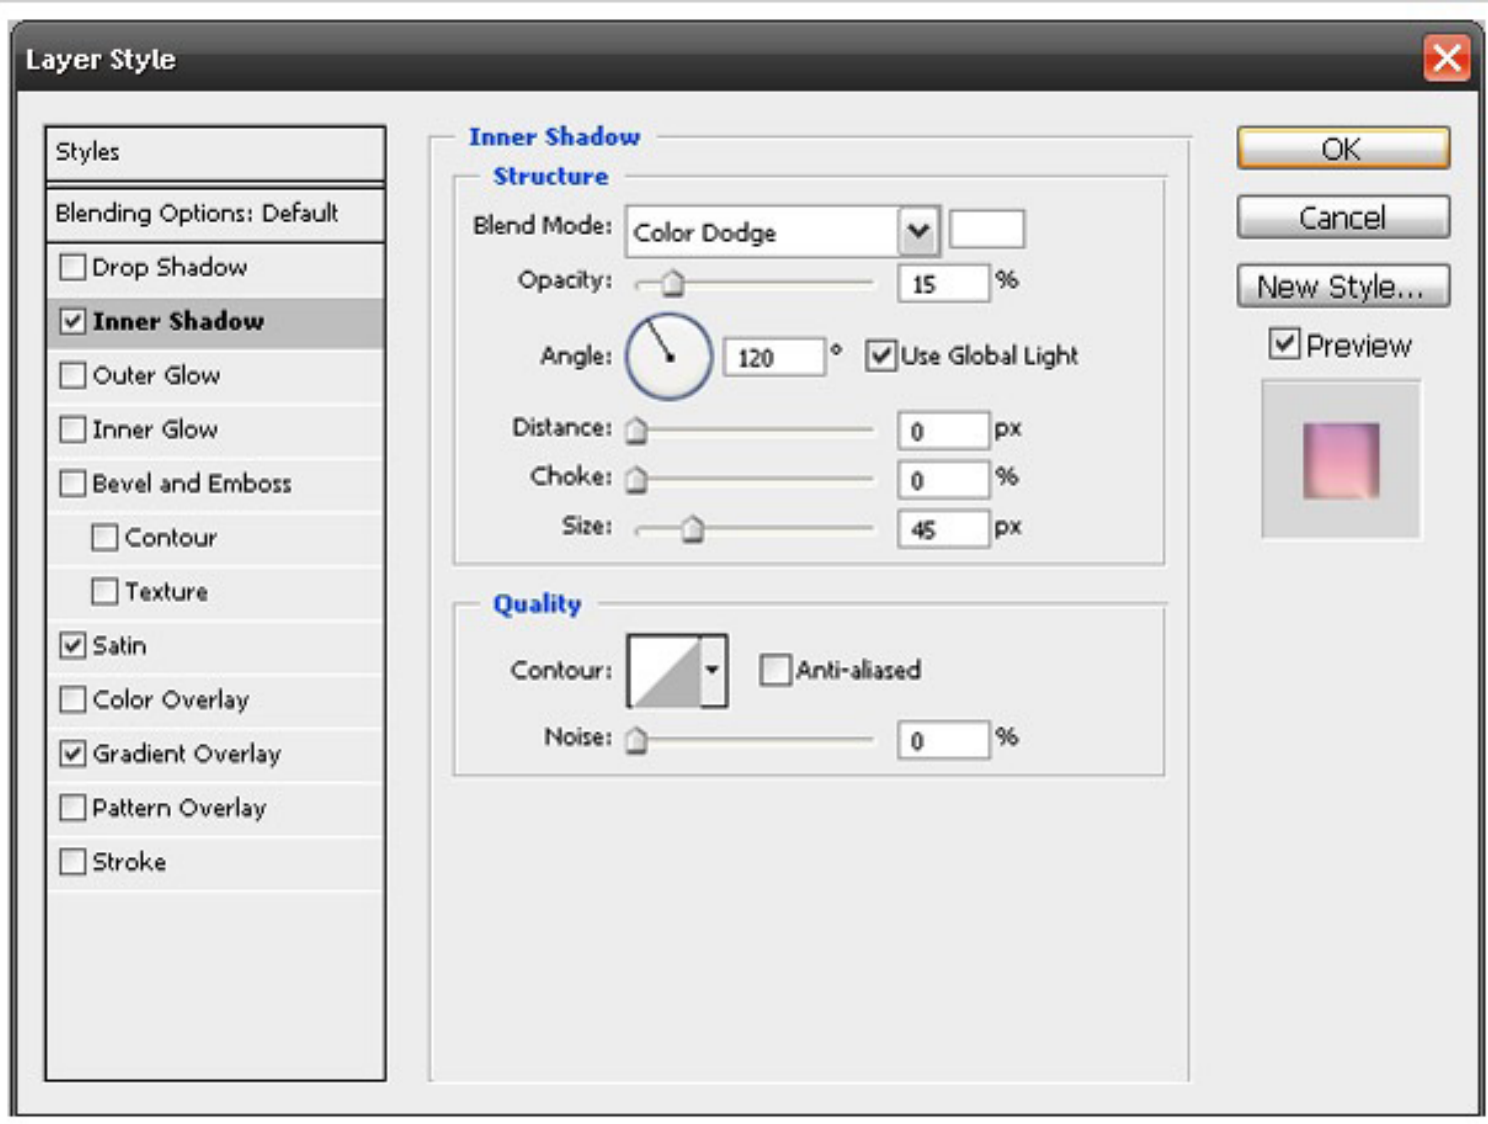 Layer Style
Styles
Blending Options: Default
Drop Shadow
Inner Shadow
Outer Glow
Inner Glow
Bevel and Emboss
Contour
Texture
Satin
Color Overlay
Gradient Overlay
Pattern Overlay
Stroke
Inner Shadow
Structure
Blend Mode: Color Dodge
Opacity: 15 %
Angle: 120 ° Use Global Light
Distance: 0 px
Choke: 0 %
Size: 45 px
Quality
Contour: Anti-aliased
Noise: 0 %
OK
Cancel
New Style...
Preview